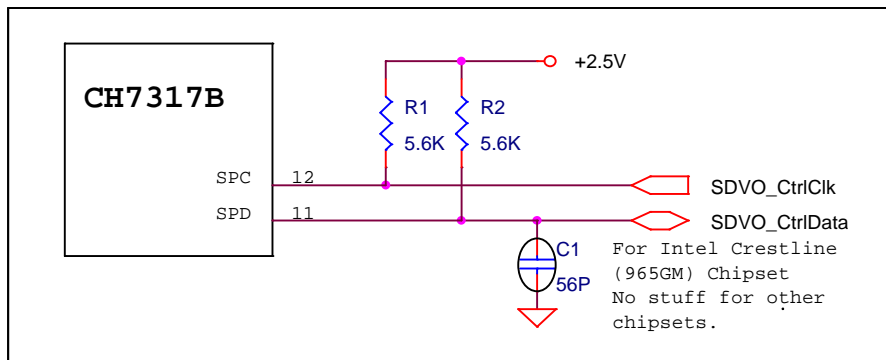 +2.5V
CH7317B
R1
R2
5.6K
5.6K
SPC
12
SDVO_CtrlClk
SPD
11
SDVO_CtrlData
C1
56P
For Intel Crestline
(965GM) Chipset
No stuff for other
chipsets.